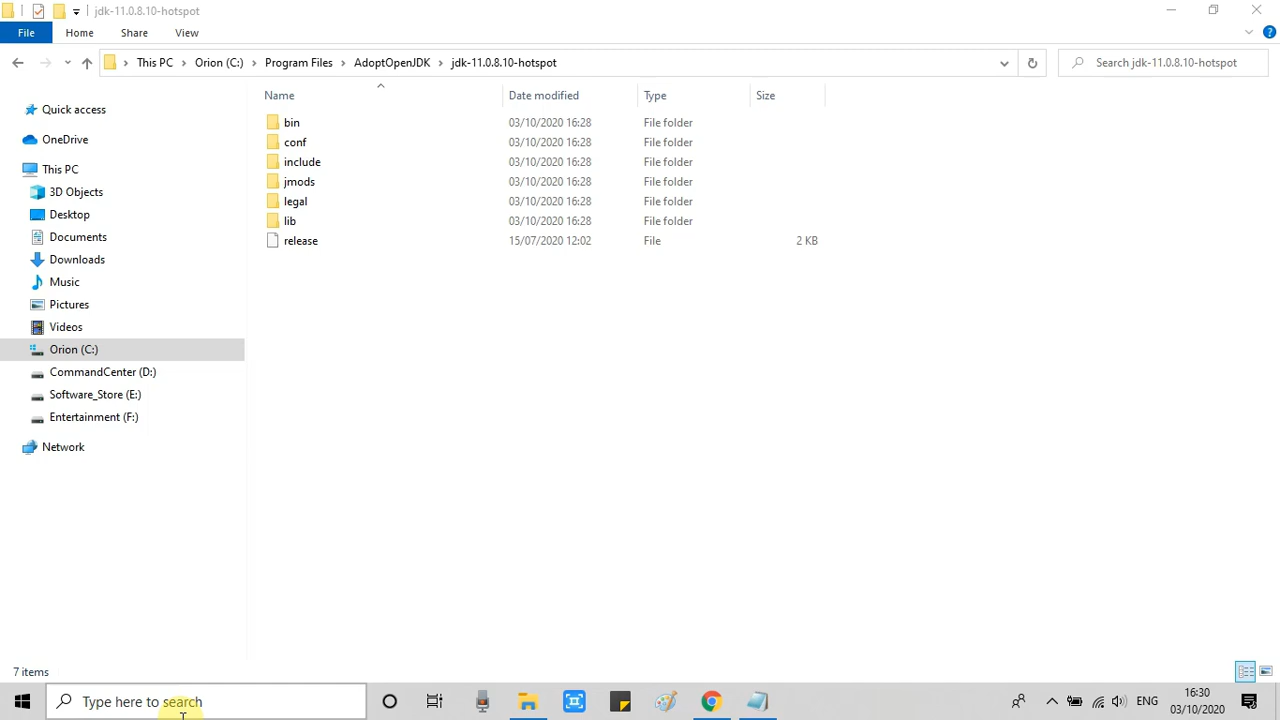 jdk-11.0.8.10-hotspot
File Home Share View
This PC Orion (C:) Program Files AdoptOpenJDK jdk-11.0.8.10-hotspot Search jdk-11.0.8.10-hotspot
Name Date modified Type Size
Quick access
OneDrive
This PC
3D Objects
Desktop
Documents
Downloads
Music
Pictures
Videos
Orion (C:)
CommandCenter (D:)
Software_Store (E:)
Entertainment (F:)
Network
bin 03/10/2020 16:28 File folder
conf 03/10/2020 16:28 File folder
include 03/10/2020 16:28 File folder
jmods 03/10/2020 16:28 File folder
legal 03/10/2020 16:28 File folder
lib 03/10/2020 16:28 File folder
release 15/07/2020 12:02 File 2 KB
7 items
Type here to search
ENG
16:30
03/10/2020